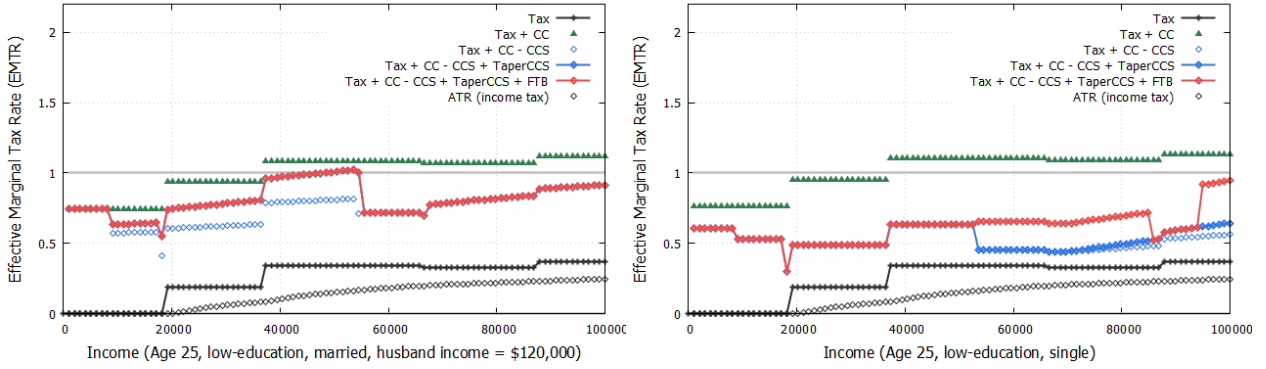 Effective Marginal Tax Rate (EMTR)
2
1.5
1
0.5
0
Tax
Tax + CC
Tax + CC - CCS
Tax + CC - CCS + TaperCCS
Tax + CC - CCS + TaperCCS + FTB
ATR (income tax)
0 20000 40000 60000 80000 100000
Income (Age 25, low-education, married, husband income = $120,000)
Effective Marginal Tax Rate (EMTR)
2
1.5
1
0.5
0
Tax
Tax + CC
Tax + CC - CCS
Tax + CC - CCS + TaperCCS
Tax + CC - CCS + TaperCCS + FTB
ATR (income tax)
0 20000 40000 60000 80000 100000
Income (Age 25, low-education, single)